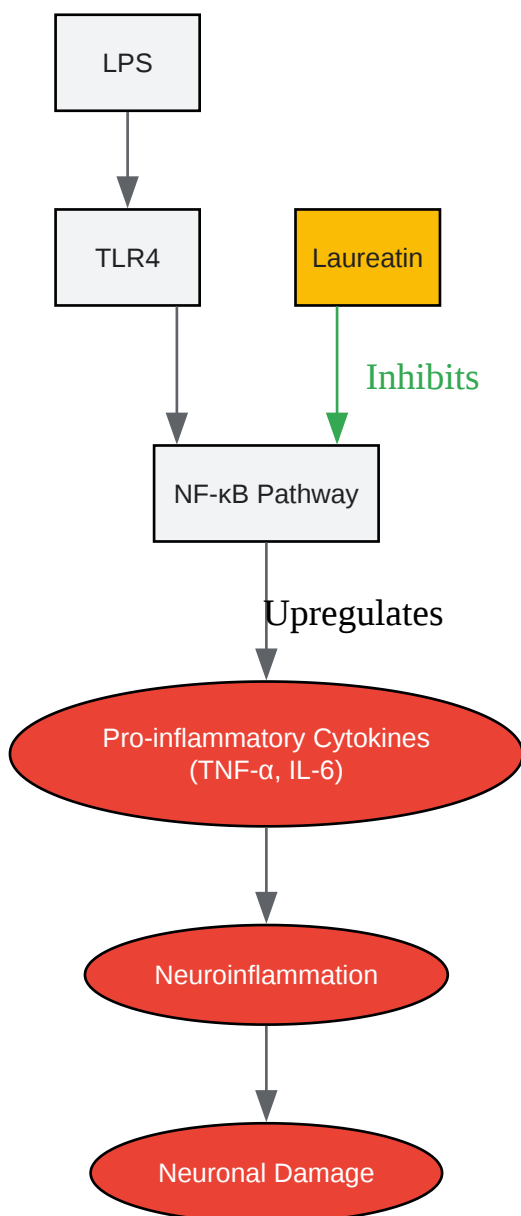 LPS
TLR4
Laureatin
Inhibits
NF-κB Pathway
Upregulates
Pro-inflammatory Cytokines
(TNF-α, IL-6)
Neuroinflammation
Neuronal Damage